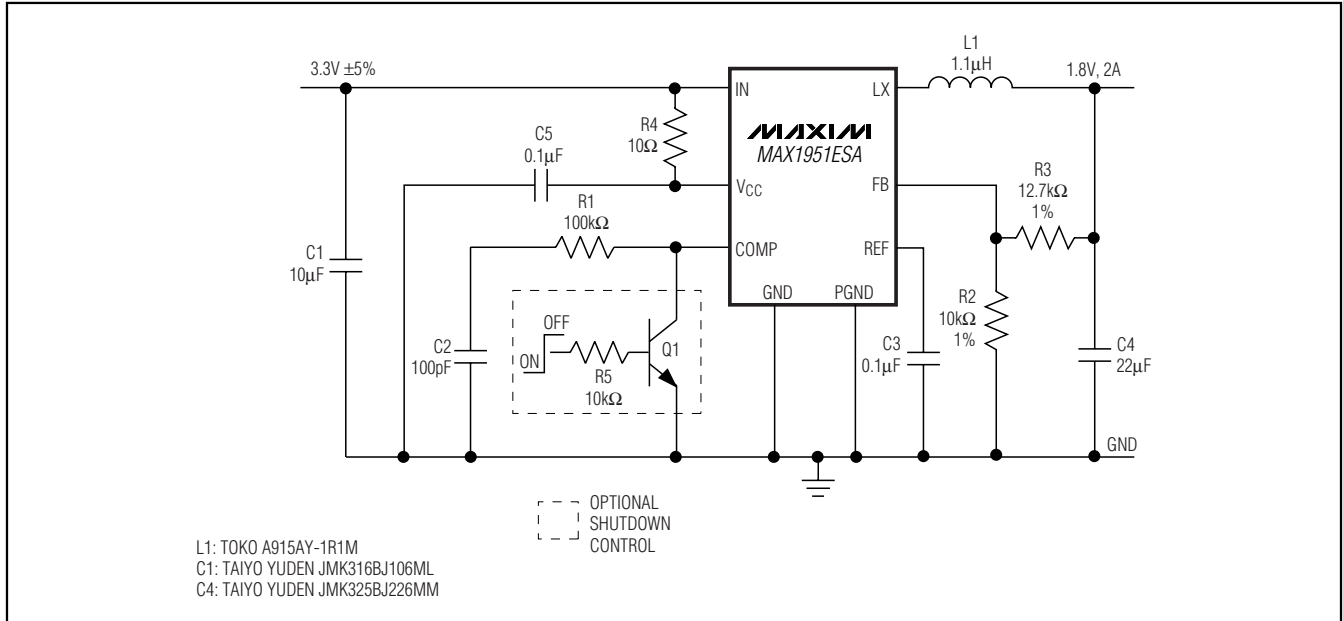 L1
1.1μH
3.3V ±5%
1.8V, 2A
IN
LX
R4
10Ω
MAXIM
MAX1951ESA
C5
0.1μF
VCC
FB
R3
12.7kΩ
1%
R1
100kΩ
COMP
REF
C1
10μF
GND
PGND
R2
10kΩ
1%
OFF
ON
Q1
R5
10kΩ
C2
100pF
C3
0.1μF
C4
22μF
GND
OPTIONAL
SHUTDOWN
CONTROL
L1: TOKO A915AY-1R1M
C1: TAIYO YUDEN JMK316BJ106ML
C4: TAIYO YUDEN JMK325BJ226MM